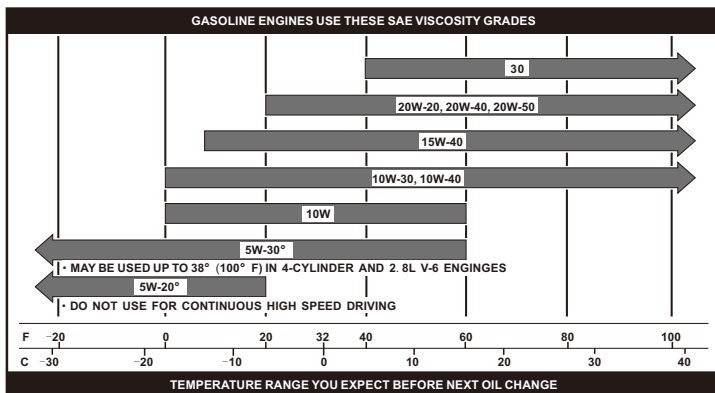 GASOLINE ENGINES USE THESE SAE VISCOSITY GRADES
30
20W-20, 20W-40, 20W-50
15W-40
10W-30, 10W-40
10W
5W-30°
· MAY BE USED UP TO 38° (100° F) IN 4-CYLINDER AND 2.8L V-6 ENGINGES
5W-20°
· DO NOT USE FOR CONTINUOUS HIGH SPEED DRIVING
F -20 0 20 32 40 60 80 100
C -30 -20 -10 0 10 20 30 40
TEMPERATURE RANGE YOU EXPECT BEFORE NEXT OIL CHANGE